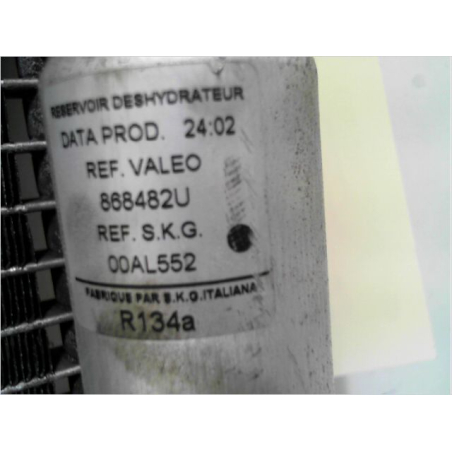 RESERVOIR DESHYDRATEUR
DATA PROD. 24:02
REF. VALEO
868482U
REF. S.K.G.
00AL552
FABRIQUE PAR S.K.G.ITALIANA
R134a